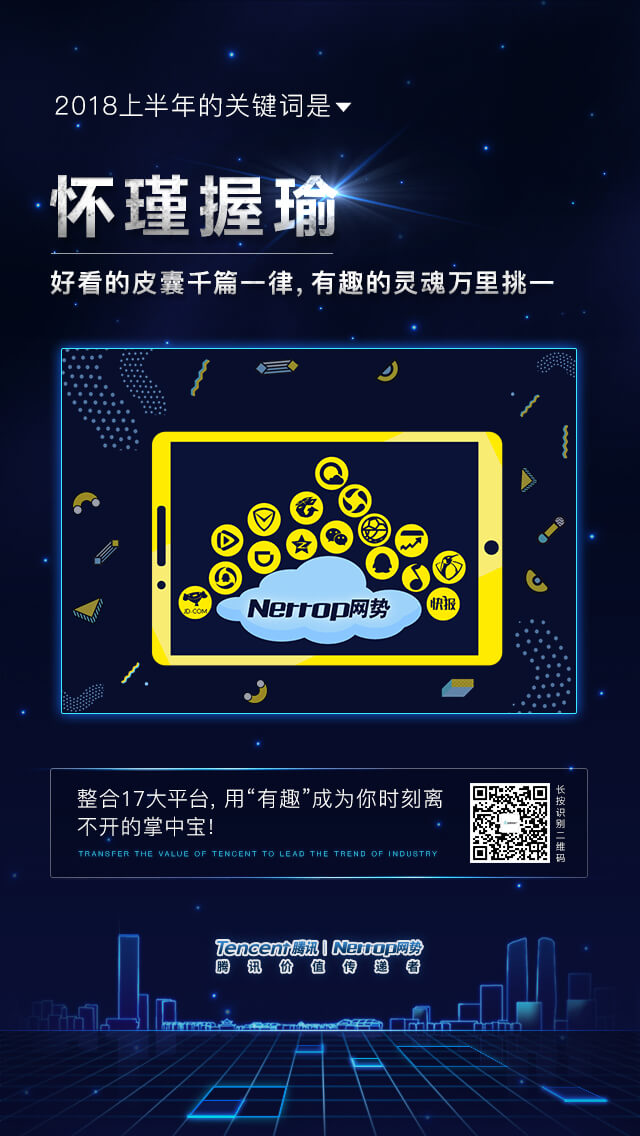 2018上半年的关键词是
怀瑾握瑜
好看的皮囊千篇一律,有趣的灵魂万里挑一
JD.COM
快报
Nettop网势
整合17大平台,用“有趣”成为你时刻离
不开的掌中宝!
TRANSFER THE VALUE OF TENCENT TO LEAD THE TREND OF INDUSTRY
长按识别二维码
Tencent腾讯 | Nettop网势
腾讯价值传递者